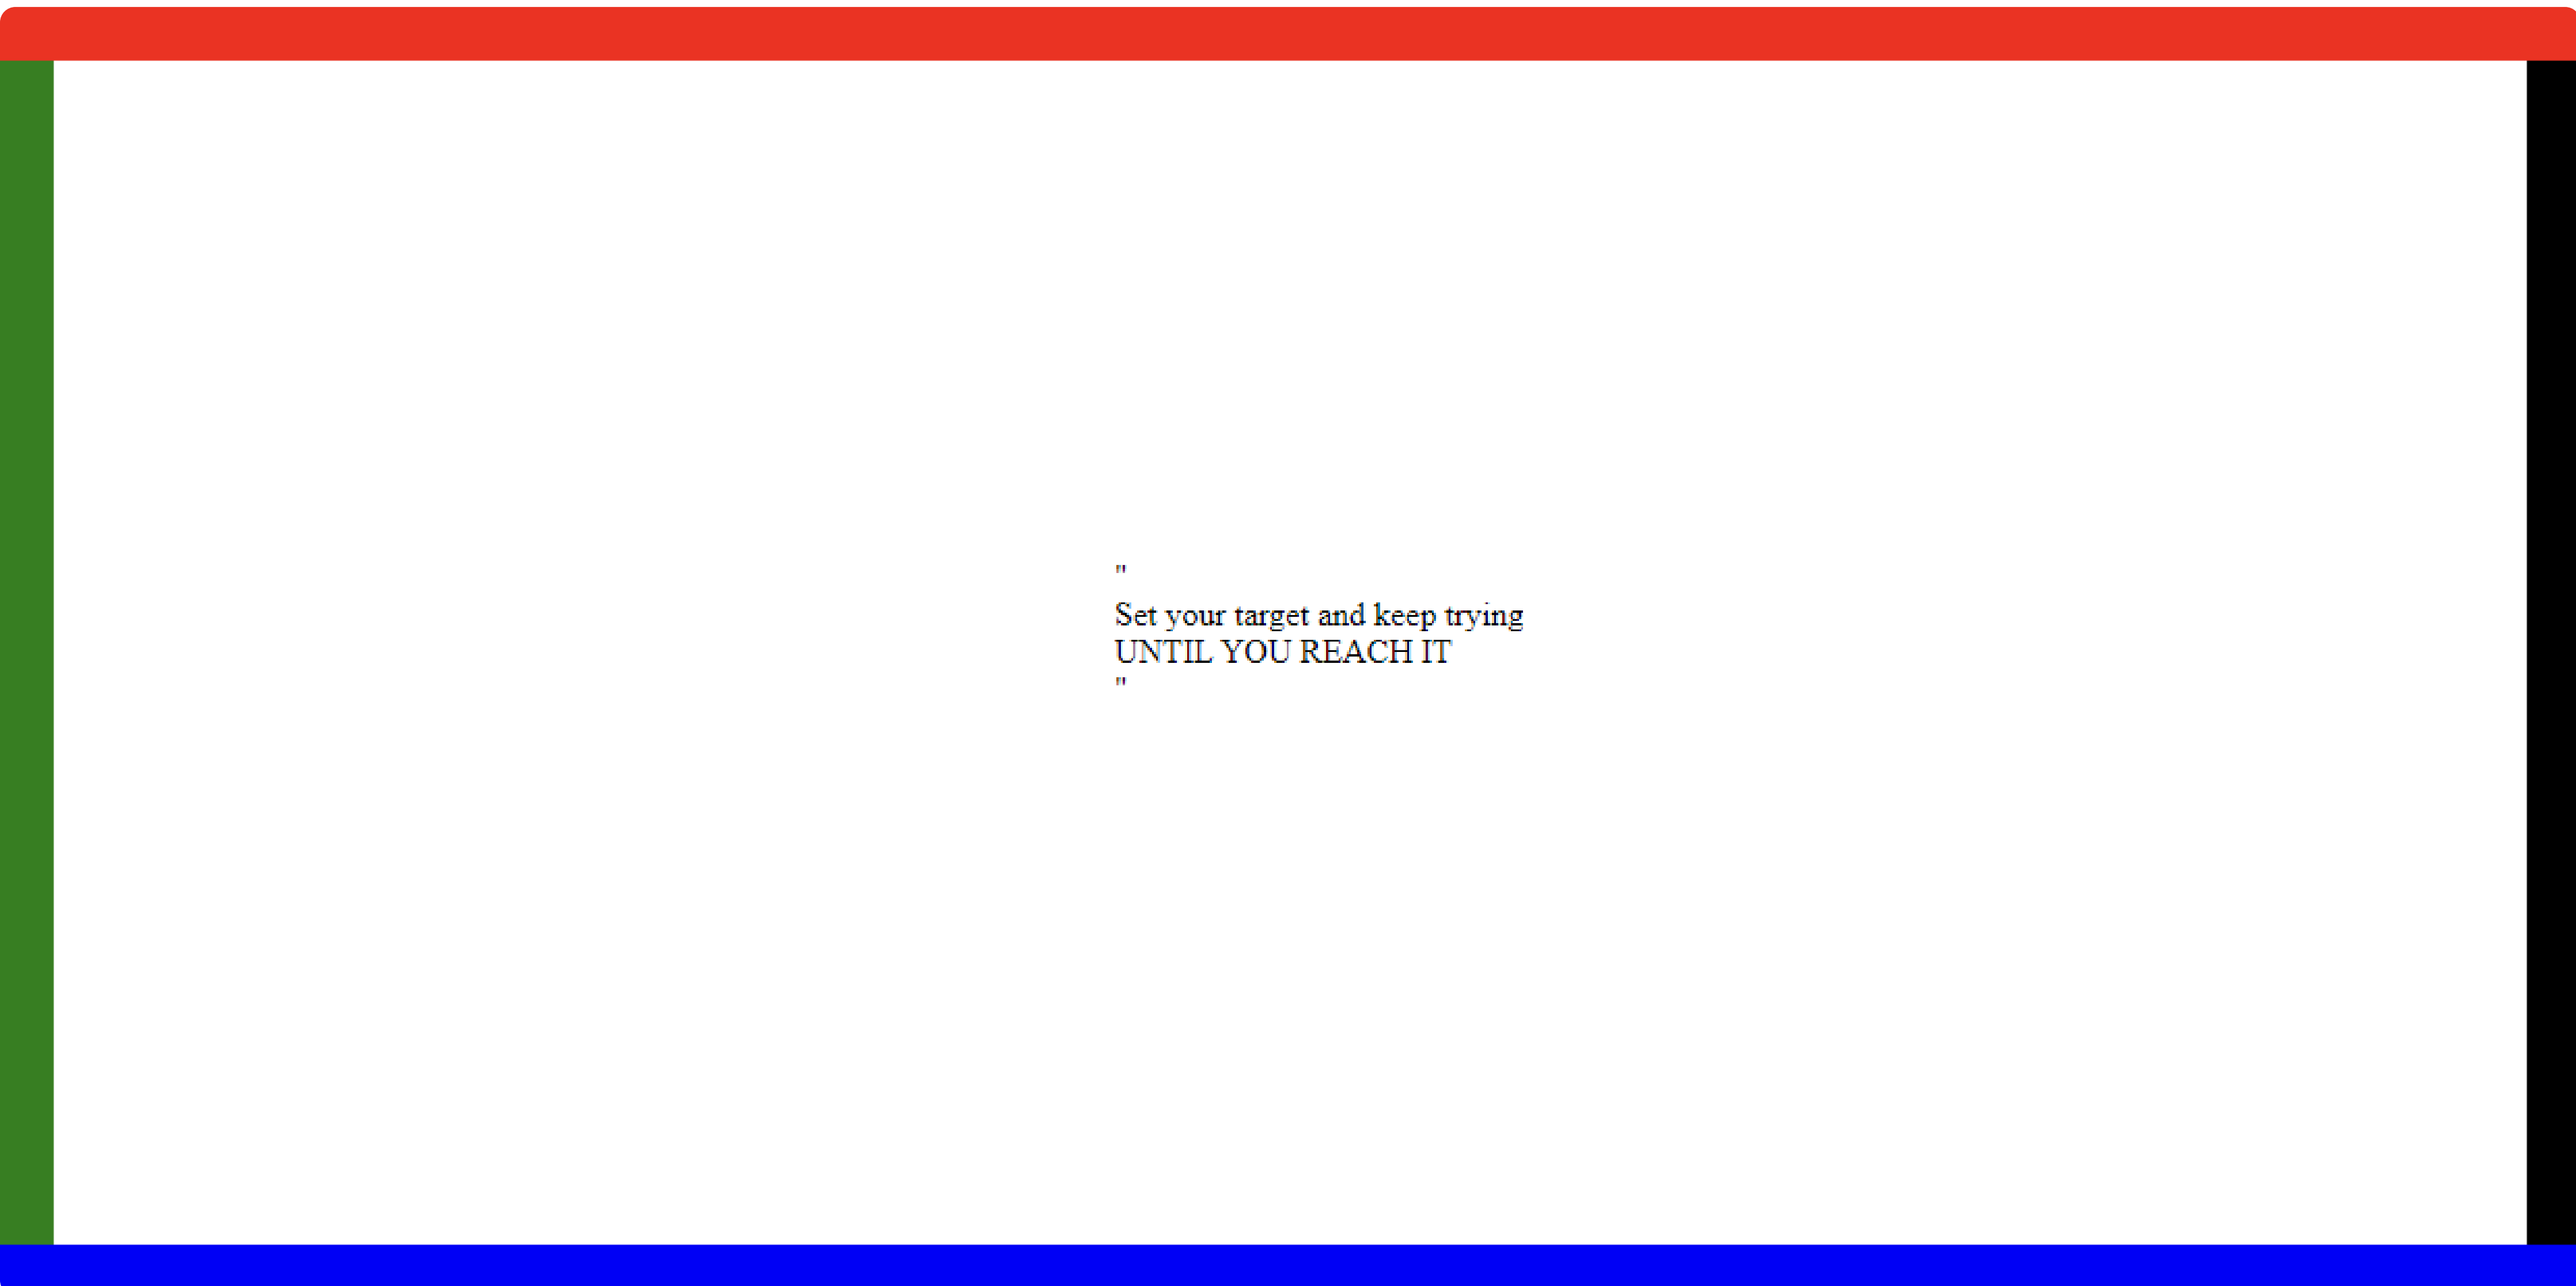 "
Set your target and keep trying
UNTIL YOU REACH IT
"